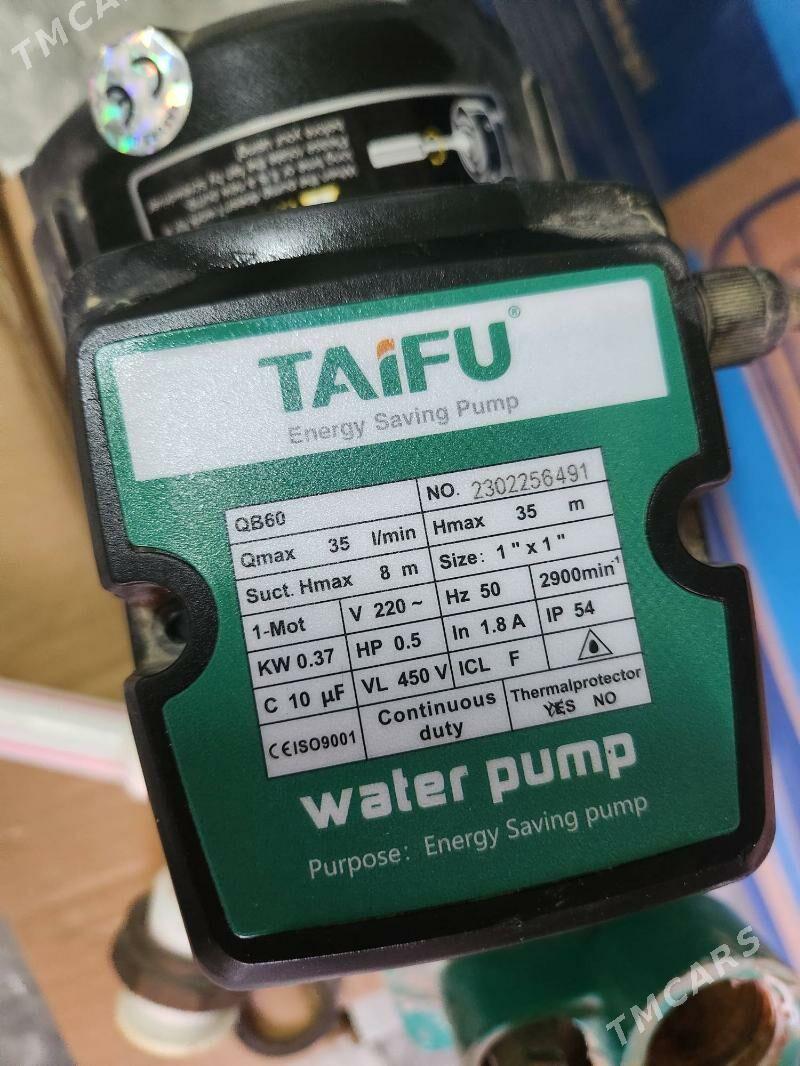 TMCARS
TAiFU®
Energy Saving Pump
QB60 NO. 2302256491
Qmax 35 l/min Hmax 35 m
Suct. Hmax 8 m Size: 1 " x 1 "
1-Mot V 220 ~ Hz 50 2900min⁻¹
KW 0.37 HP 0.5 In 1.8 A IP 54
C 10 µF VL 450 V ICL F
CEISO9001 Continuous duty Thermalprotector YES NO
water pump
Purpose: Energy Saving pump
TMCARS